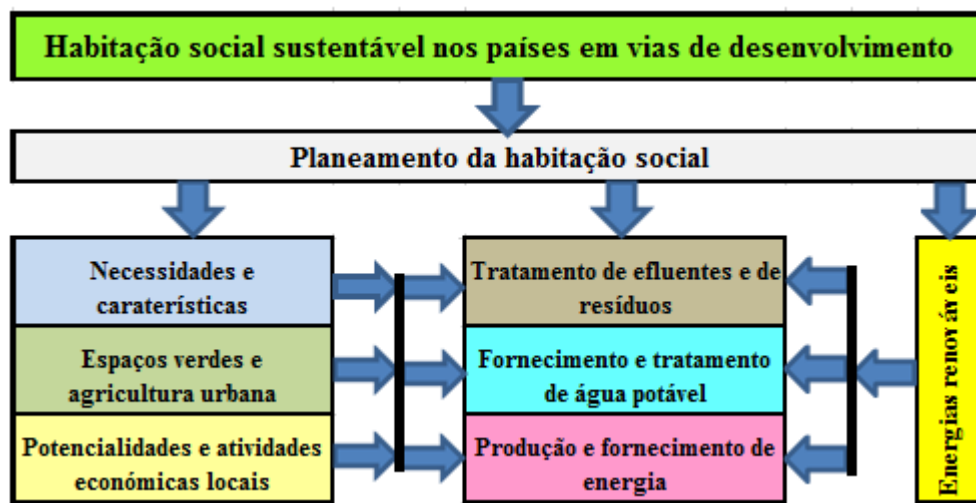 Habitação social sustentável nos países em vias de desenvolvimento
Planeamento da habitação social
Necessidades e
caraterísticas
Espaços verdes e
agricultura urbana
Potencialidades e atividades
económicas locais
Tratamento de efluentes e de
resíduos
Fornecimento e tratamento
de água potável
Produção e fornecimento de
energia
Energias renováveis